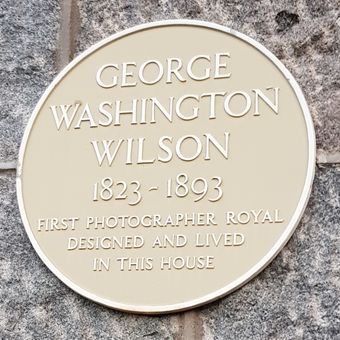 GEORGE
WASHINGTON
WILSON
1823-1893
FIRST PHOTOGRAPHER ROYAL
DESIGNED AND LIVED
IN THIS HOUSE